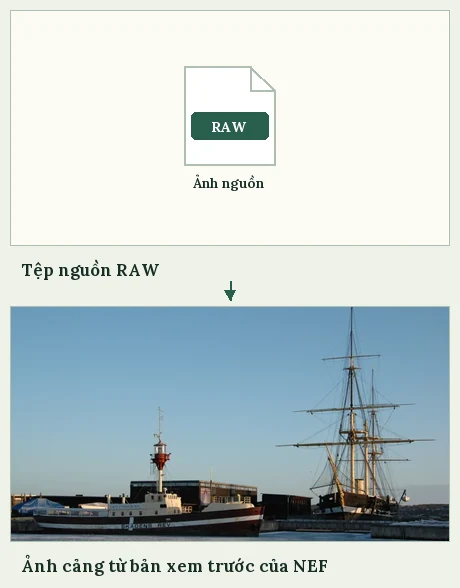 RAW
Ảnh nguồn
Tệp nguồn RAW
Ảnh cảng từ bản xem trước của NEF